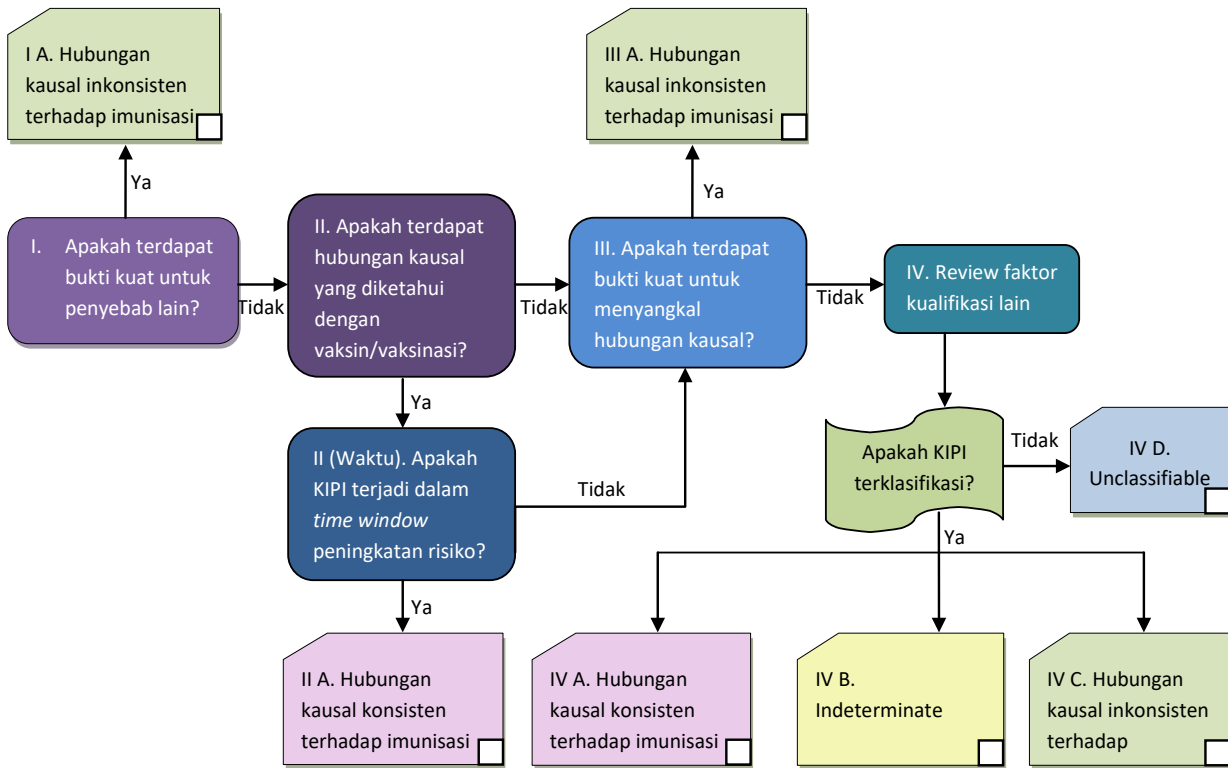 I A. Hubungan
kausal inkonsisten
terhadap imunisasi
III A. Hubungan
kausal inkonsisten
terhadap imunisasi
Ya
Ya
I. Apakah terdapat
bukti kuat untuk
penyebab lain?
Tidak
II. Apakah terdapat
hubungan kausal
yang diketahui
dengan
vaksin/vaksinasi?
Tidak
III. Apakah terdapat
bukti kuat untuk
menyangkal
hubungan kausal?
Tidak
IV. Review faktor
kualifikasi lain
Ya
II (Waktu). Apakah
KIPI terjadi dalam
time window
peningkatan risiko?
Tidak
Apakah KIPI
terklasifikasi?
Tidak
IV D.
Unclassifiable
Ya
Ya
II A. Hubungan
kausal konsisten
terhadap imunisasi
IV A. Hubungan
kausal konsisten
terhadap imunisasi
IV B.
Indeterminate
IV C. Hubungan
kausal inkonsisten
terhadap